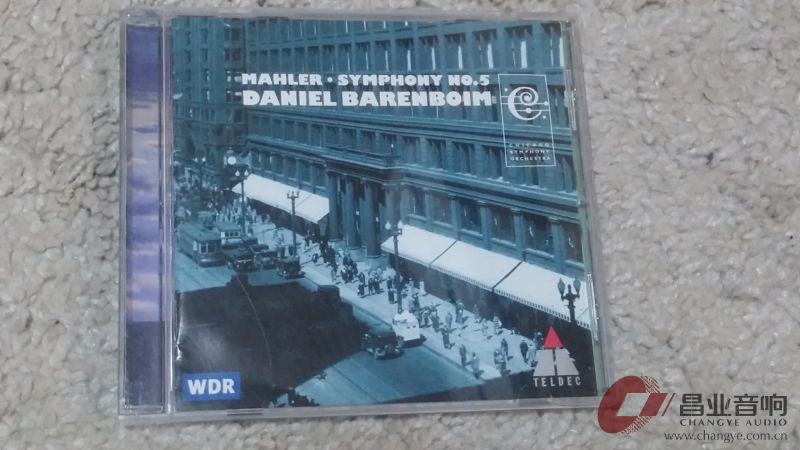 MAHLER · SYMPHONY NO.5
DANIEL BARENBOIM
CHICAGO
SYMPHONY
ORCHESTRA
WDR
TELDEC
昌业音响
CHANGYE AUDIO
www.changye.com.cn